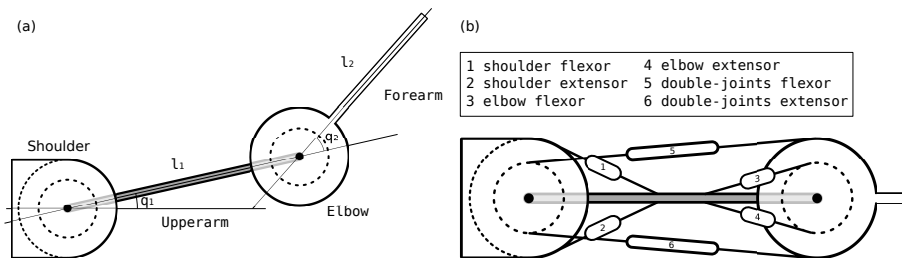 (a)
l₂
Forearm
q₂
Shoulder
l₁
q₁
Upperarm
Elbow
(b)
1 shoulder flexor 4 elbow extensor
2 shoulder extensor 5 double-joints flexor
3 elbow flexor 6 double-joints extensor
5
1
3
4
2
6